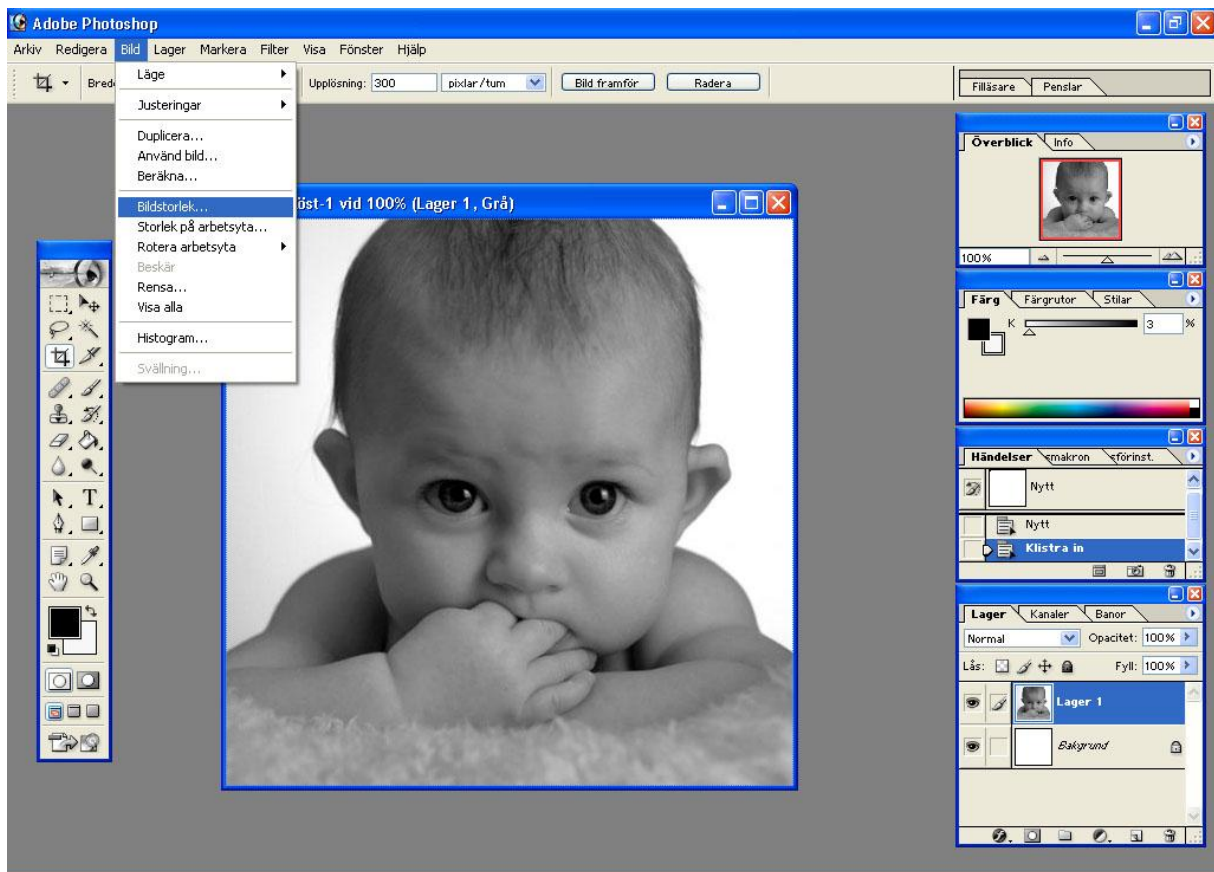 Adobe Photoshop
Arkiv Redigera Bild Lager Markera Filter Visa Fönster Hjälp
Upplösning: 300 pixlar/tum Bild framför Radera
Filläsare Penslar
Läge
Justeringar
Duplicera...
Använd bild...
Beräkna...
Bildstorlek...
Storlek på arbetsyta...
Rotera arbetsyta
Beskär
Rensa...
Visa alla
Histogram...
Svällning...
öst-1 vid 100% (Lager 1, Grå)
Överblick Info
100%
Färg Färgrutor Stilar
K 3 %
Händelser smakron sförinst.
Nytt
Nytt
Klistra in
Lager Kanaler Banor
Normal Opacitet: 100%
Lås: Fyll: 100%
Lager 1
Bakgrund